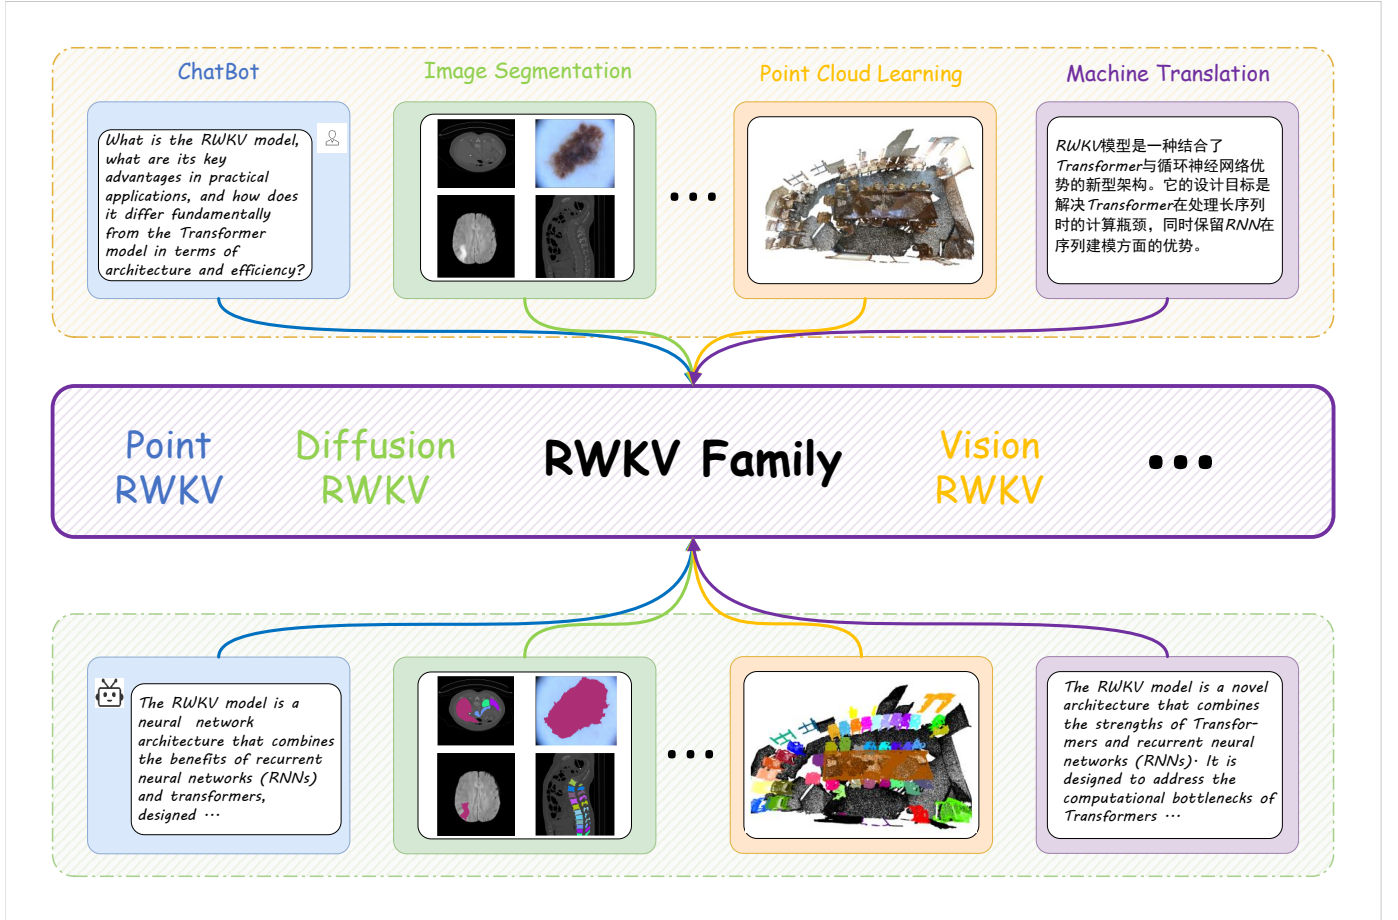 ChatBot
Image Segmentation
Point Cloud Learning
Machine Translation
What is the RWKV model,
what are its key
advantages in practical
applications, and how does
it differ fundamentally
from the Transformer
model in terms of
architecture and efficiency?
...
RWKV模型是一种结合了
Transformer与循环神经网络优
势的新型架构。它的设计目标是
解决Transformer在处理长序列
时的计算瓶颈，同时保留RNN在
序列建模方面的优势。
Point
RWKV
Diffusion
RWKV
RWKV Family
Vision
RWKV
...
The RWKV model is a
neural network
architecture that combines
the benefits of recurrent
neural networks (RNNs)
and transformers,
designed ...
...
The RWKV model is a novel
architecture that combines
the strengths of Transfor-
mers and recurrent neural
networks (RNNs). It is
designed to address the
computational bottlenecks of
Transformers ...